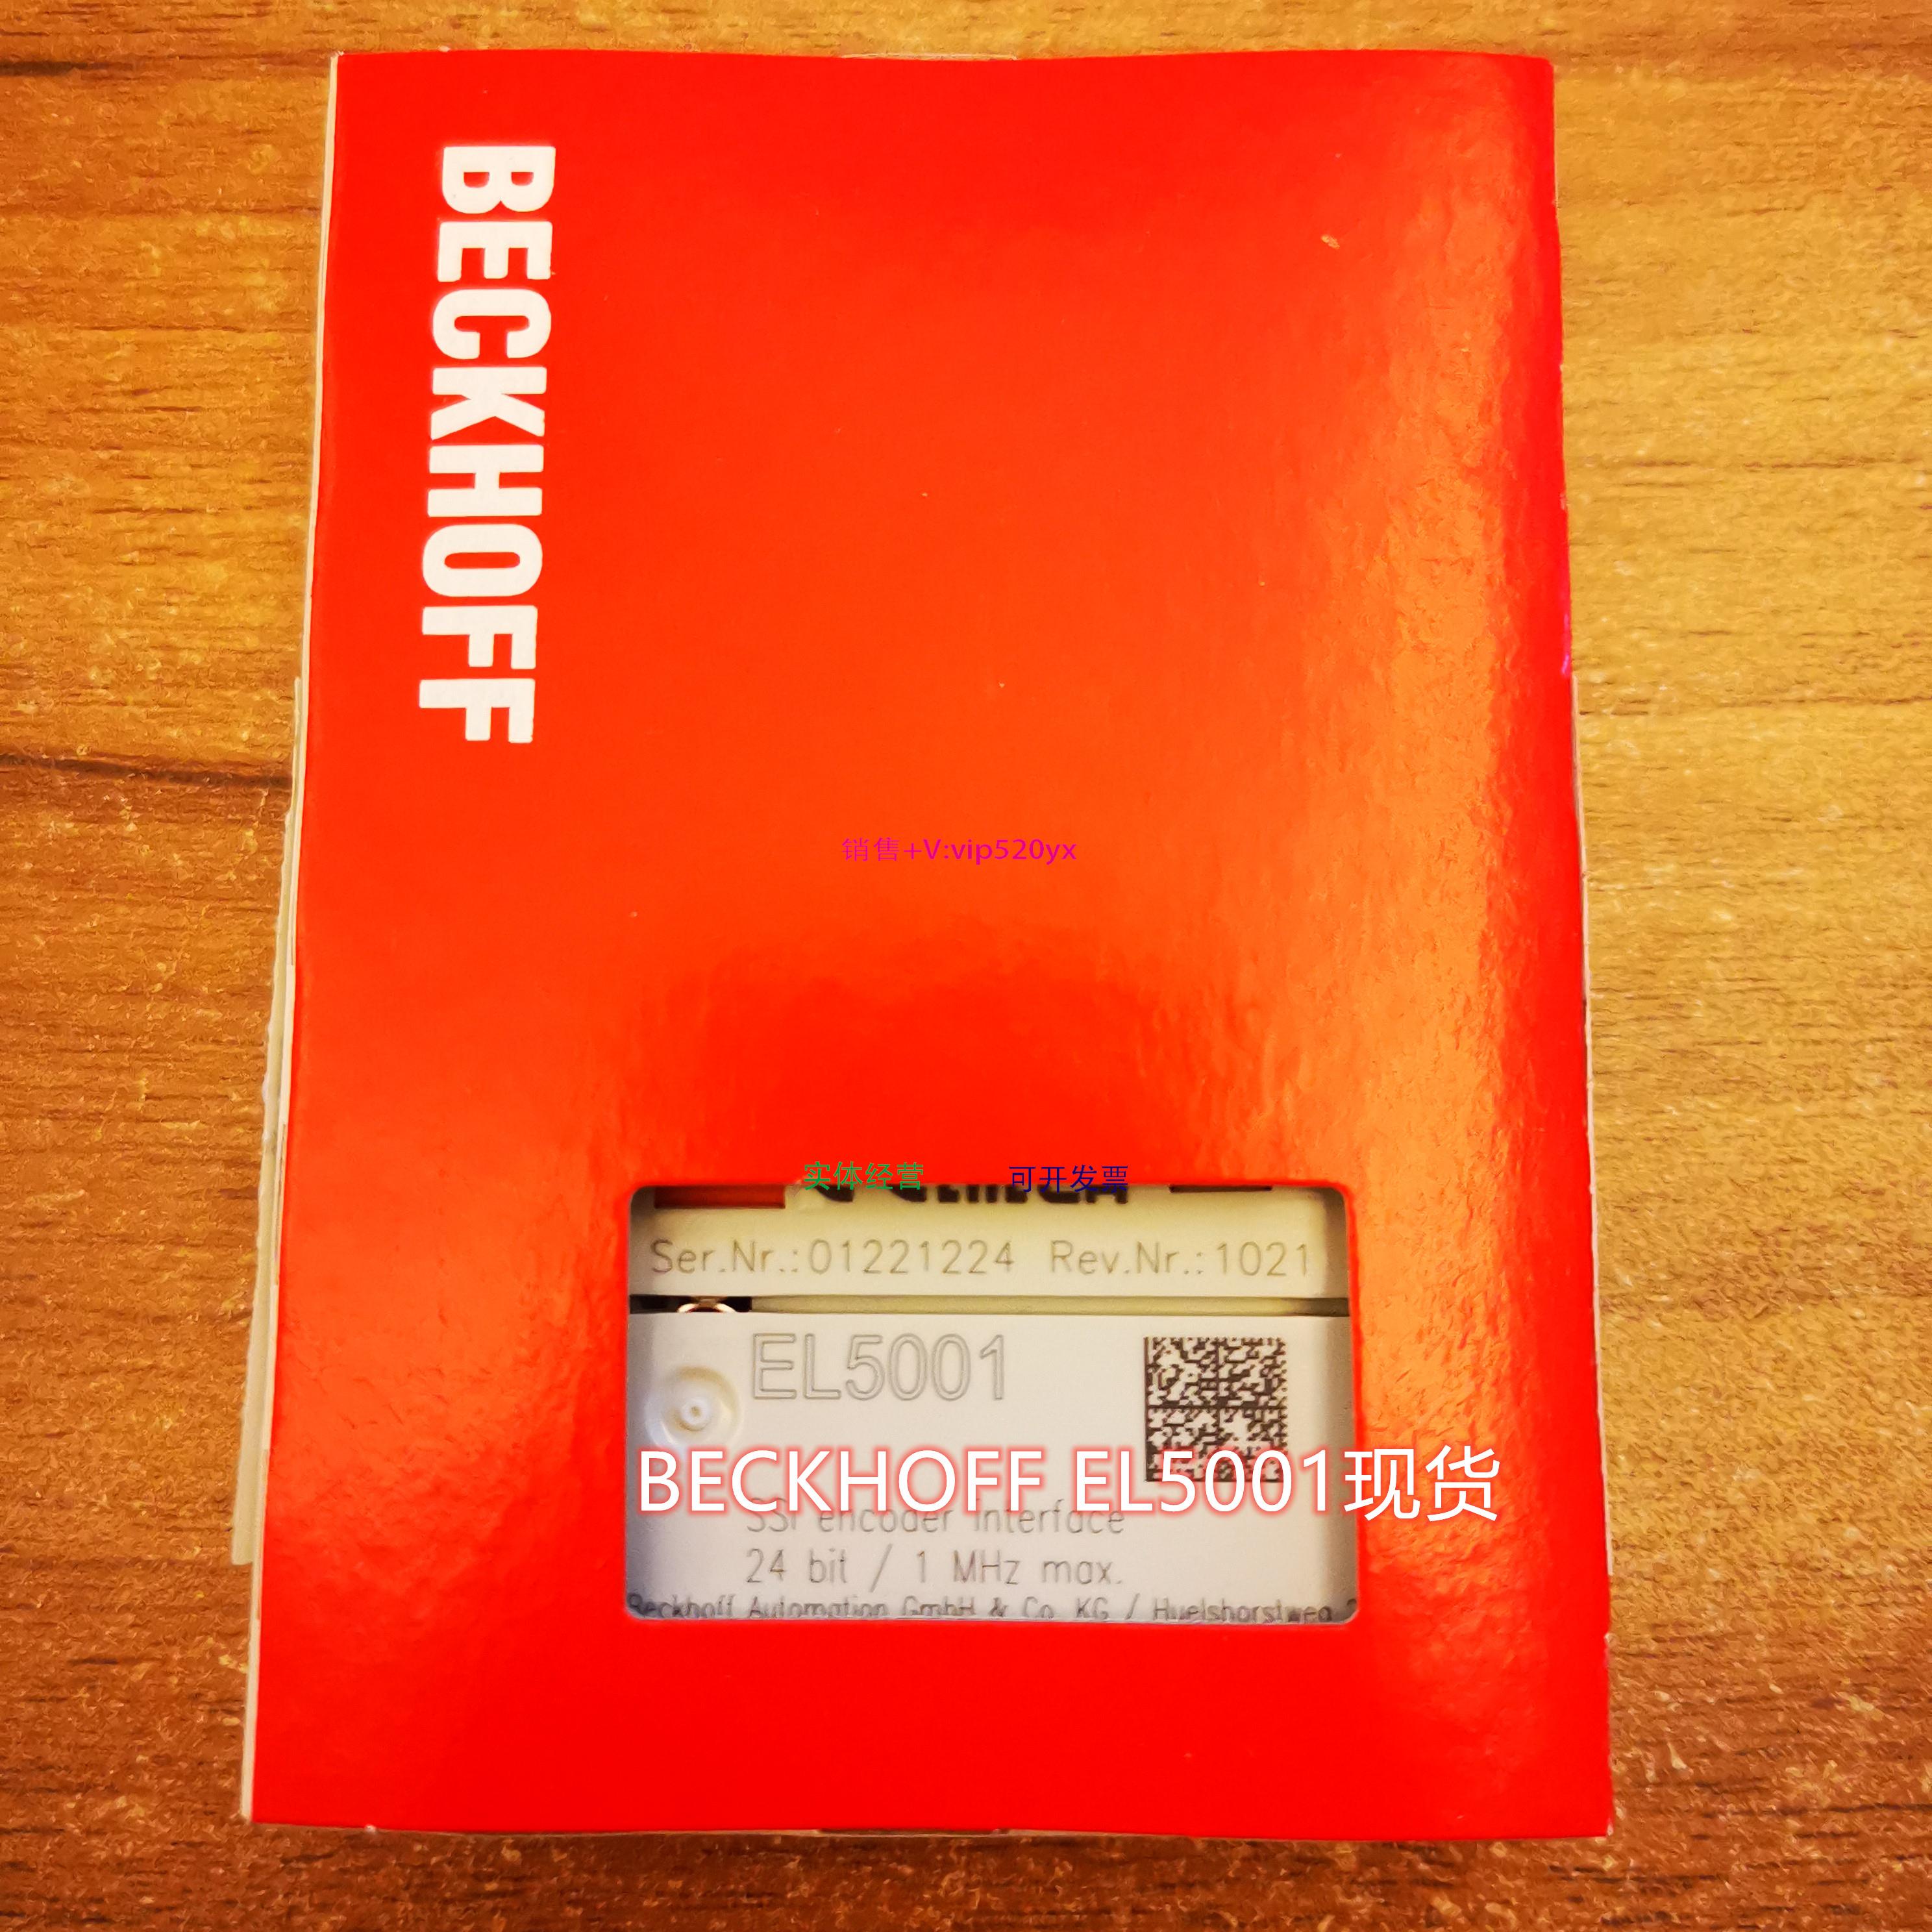 BECKHOFF
销售+V:vip520yx
实体经营 可开发票
Ser.Nr.:01221224 Rev.Nr.:1021
EL5001
BECKHOFF EL5001现货
SSI encoder interface
24 bit / 1 MHz max.
Beckhoff Automation GmbH & Co. KG / Huelshorstweg